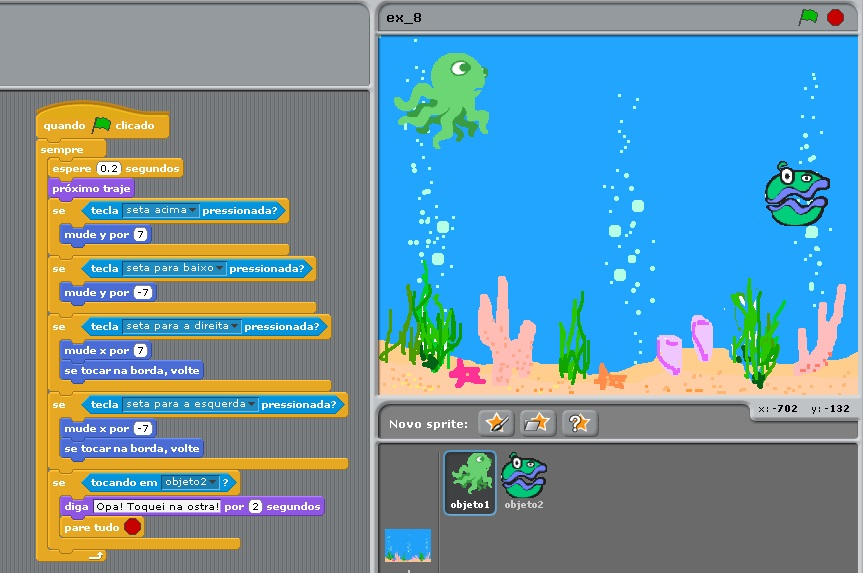 ex_8
quando clicado
sempre
espere 0.2 segundos
próximo traje
se tecla seta acima pressionada?
mude y por 7
se tecla seta para baixo pressionada?
mude y por -7
se tecla seta para a direita pressionada?
mude x por 7
se tocar na borda, volte
se tecla seta para a esquerda pressionada?
mude x por -7
se tocar na borda, volte
se tocando em objeto2 ?
diga Opa! Toquei na ostra! por 2 segundos
pare tudo
x: -702 y: -132
Novo sprite:
objeto1 objeto2